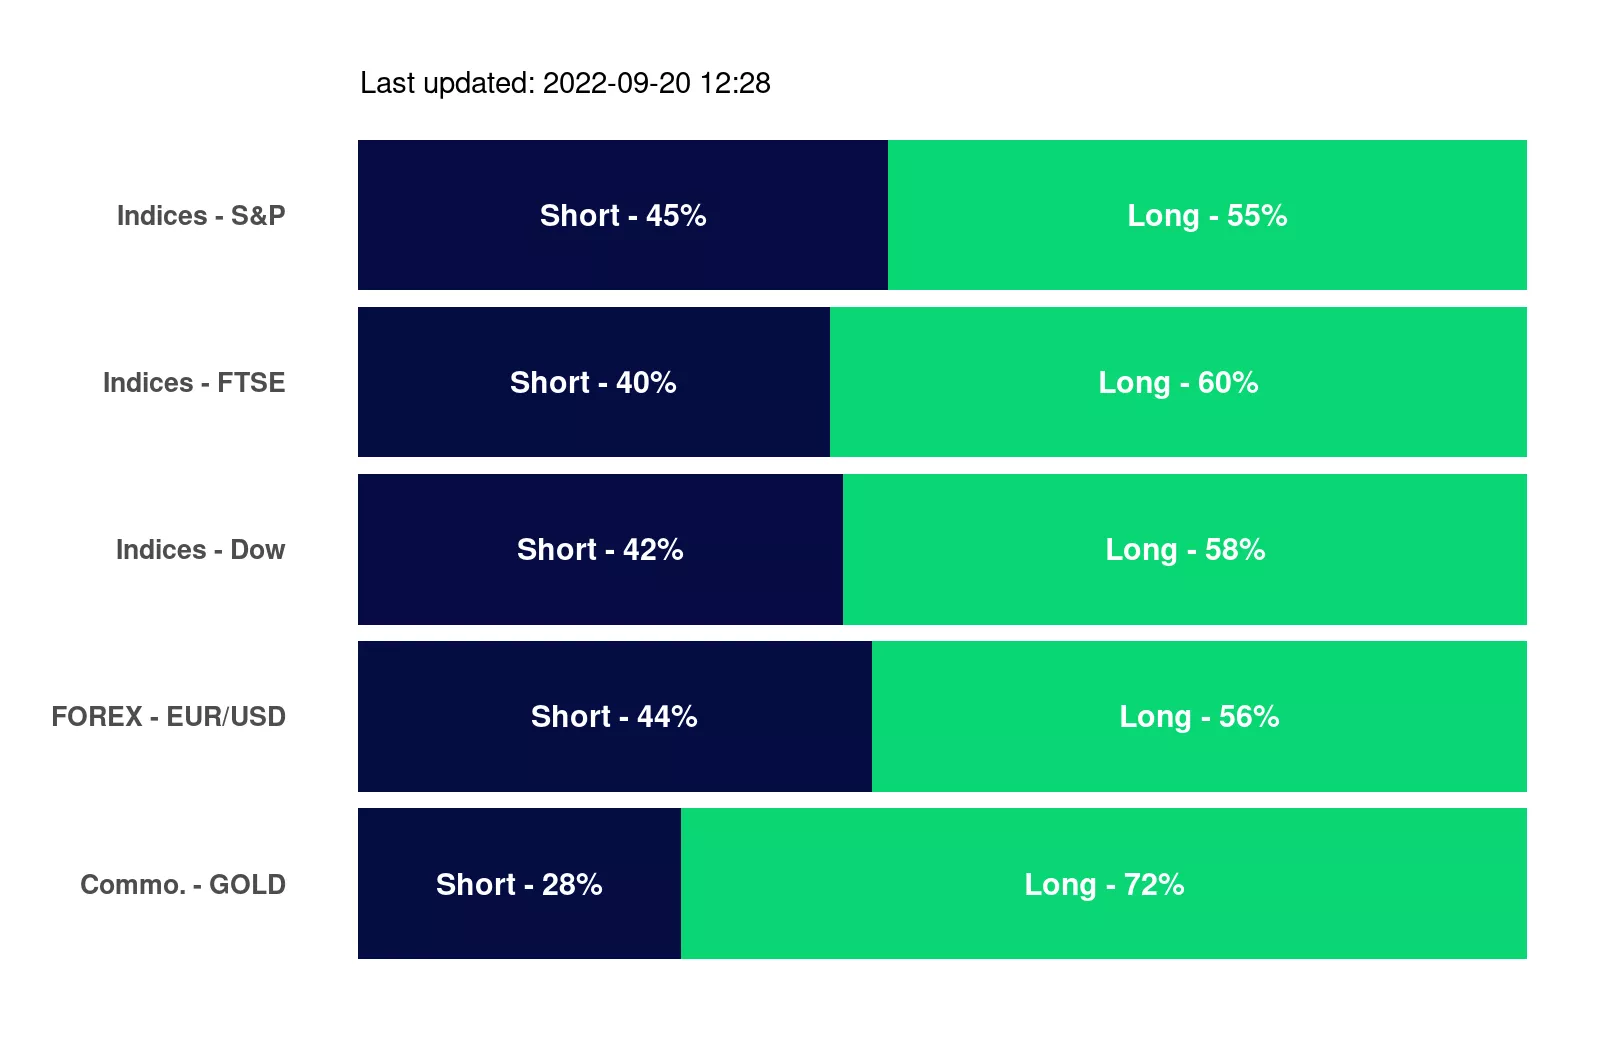 Last updated: 2022-09-20 12:28
Indices - S&P
Short - 45%
Long - 55%
Indices - FTSE
Short - 40%
Long - 60%
Indices - Dow
Short - 42%
Long - 58%
FOREX - EUR/USD
Short - 44%
Long - 56%
Commo. - GOLD
Short - 28%
Long - 72%